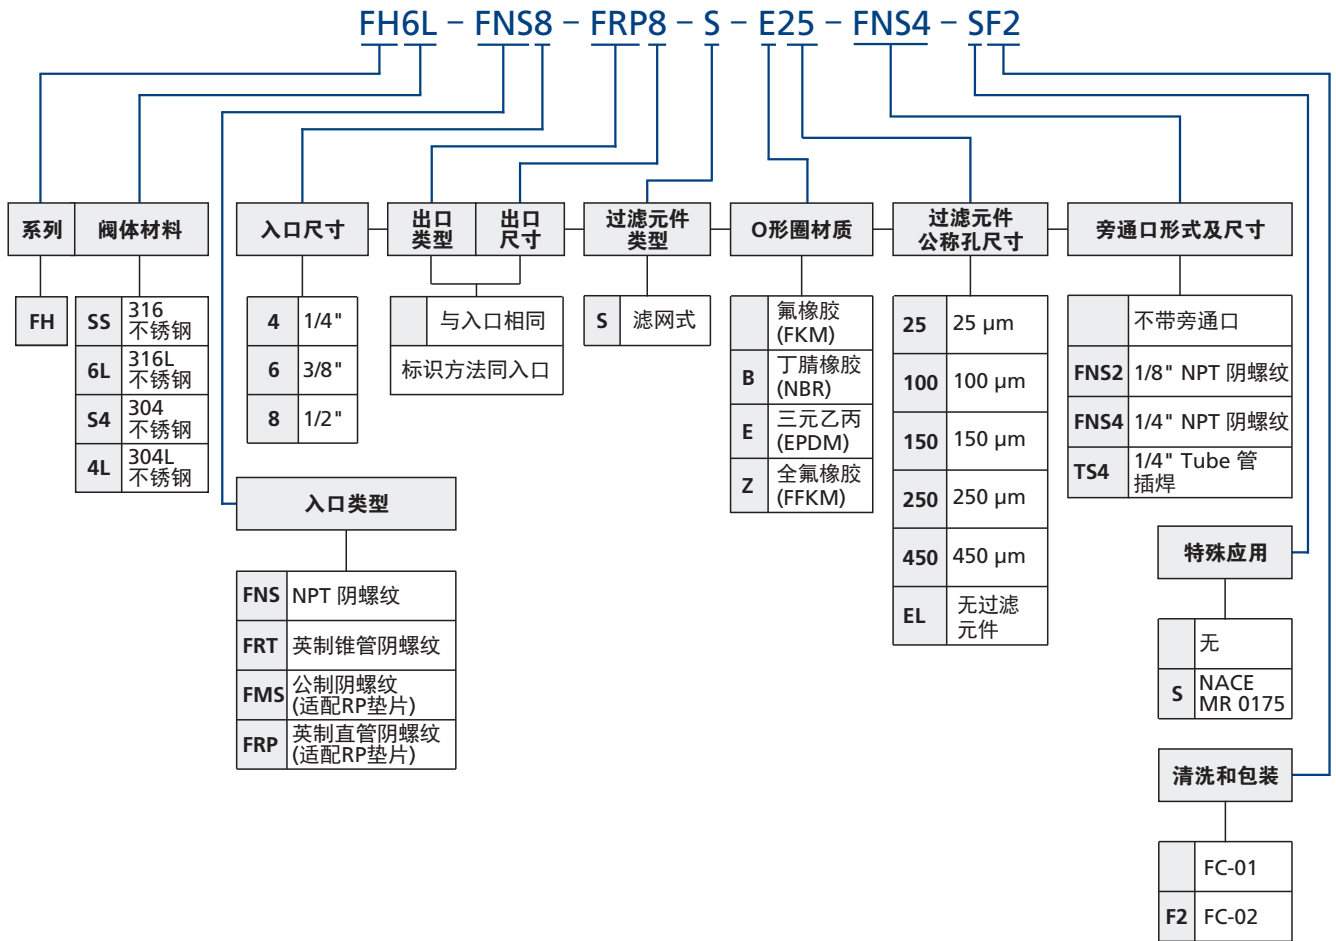 FH6L – FNS8 – FRP8 – S – E25 – FNS4 – SF2
系列
FH
阀体材料
SS 316
不锈钢
6L 316L
不锈钢
S4 304
不锈钢
4L 304L
不锈钢
入口尺寸
4 1/4"
6 3/8"
8 1/2"
入口类型
FNS NPT 阴螺纹
FRT 英制锥管阴螺纹
FMS 公制阴螺纹
(适配RP垫片)
FRP 英制直管阴螺纹
(适配RP垫片)
出口
类型
出口
尺寸
与入口相同
标识方法同入口
过滤元件
类型
S 滤网式
O形圈材质
氟橡胶
(FKM)
B 丁腈橡胶
(NBR)
E 三元乙丙
(EPDM)
Z 全氟橡胶
(FFKM)
过滤元件
公称孔尺寸
25 25 μm
100 100 μm
150 150 μm
250 250 μm
450 450 μm
EL 无过滤
元件
旁通口形式及尺寸
不带旁通口
FNS2 1/8" NPT 阴螺纹
FNS4 1/4" NPT 阴螺纹
TS4 1/4" Tube 管
插焊
特殊应用
无
S NACE
MR 0175
清洗和包装
FC-01
F2 FC-02